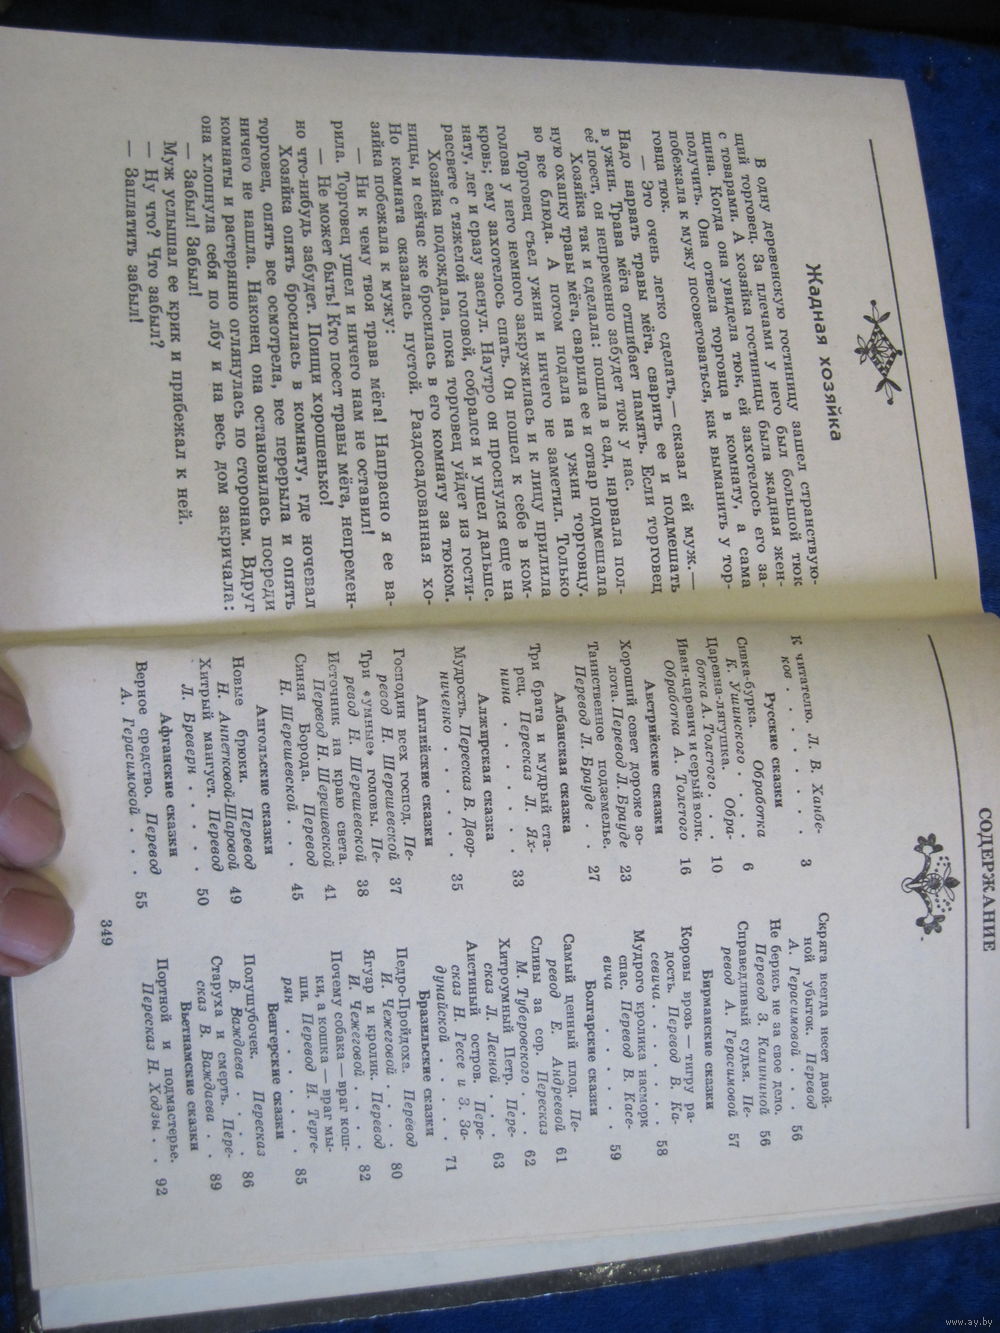 Жадная хозяйка
В одну деревенскую гостиницу зашел странствую-
щий торговец. За плечами у него был большой тюк
с товарами. А хозяйка гостиницы была жадная жен-
щина. Когда она увидела тюк, ей захотелось его за-
получить. Она отвела торговца в комнату, а сама
побежала к мужу посоветоваться, как выманить у тор-
говца тюк.
— Это очень легко сделать,— сказал ей муж.—
Надо нарвать травы мёга, сварить ее и подмешать
в ужин. Трава мёга отшибает память. Если торговец
её поест, он непременно забудет тюк у нас.
Хозяйка так и сделала: пошла в сад, нарвала пол-
ную охапку травы мёга, сварила ее и отвар подмешала
во все блюда. А потом подала на ужин торговцу.
Торговец съел ужин и ничего не заметил. Только
голова у него немного закружилась и к лицу прилила
кровь; ему захотелось спать. Он пошел к себе в ком-
нату, лег и сразу заснул. Наутро он проснулся еще на
рассвете с тяжелой головой, собрался и ушел дальше.
Хозяйка подождала, пока торговец уйдет из гости-
ницы, и сейчас же бросилась в его комнату за тюком.
Но комната оказалась пустой. Раздосадованная хо-
зяйка побежала к мужу:
— Ни к чему твоя трава мёга! Напрасно я ее ва-
рила. Торговец ушел и ничего нам не оставил!
— Не может быть! Кто поест травы мёга, непремен-
но что-нибудь забудет. Поищи хорошенько!
Хозяйка опять бросилась в комнату, где ночевал
торговец, опять все осмотрела, все перерыла и опять
ничего не нашла. Наконец она остановилась посреди
комнаты и растерянно оглянулась по сторонам. Вдруг
она хлопнула себя по лбу и на весь дом закричала:
— Забыл! Забыл!
Муж услышал ее крик и прибежал к ней.
— Ну что? Что забыл?
— Заплатить забыл!
СОДЕРЖАНИЕ
К читателю. Л. В. Ханбе-
ков . . . . . . . 3
Русские сказки
Сивка-бурка. Обработка
К. Ушинского . . . . 6
Царевна-лягушка. Обра-
ботка А. Толстого . . . 10
Иван-царевич и серый волк.
Обработка А. Толстого 16
Австрийские сказки
Хороший совет дороже зо-
лота. Перевод Л. Брауде 23
Таинственное подземелье.
Перевод Л. Брауде . . 27
Албанская сказка
Три брата и мудрый ста-
рец. Пересказ Л. Ях-
нина . . . . . . 33
Алжирская сказка
Мудрость. Пересказ В. Двор-
ниченко . . . . . 35
Английские сказки
Господин всех господ. Пе-
ревод Н. Шерешевской 37
Три «умные» головы. Пе-
ревод Н. Шерешевской 38
Источник на краю света.
Перевод Н. Шерешевской 41
Синяя Борода. Перевод
Н. Шерешевской . . . 45
Ангольские сказки
Новые брюки. Перевод
Н. Анпетковой-Шаровой 49
Хитрый мангуст. Перевод
Л. Бреверн . . . . 50
Афганские сказки
Верное средство. Перевод
А. Герасимовой . . . 55
Скряга всегда несет двой-
ной убыток. Перевод
А. Герасимовой . . . 56
Не берись не за свое дело.
Перевод З. Калининой 56
Справедливый судья. Пе-
ревод А. Герасимовой 57
Бирманские сказки
Коровы врозь — тигру ра-
дость. Перевод В. Ка-
севича . . . . . . 58
Мудрого кролика насморк
спас. Перевод В. Касе-
вича . . . . . . 59
Болгарские сказки
Самый ценный плод. Пе-
ревод Е. Андреевой 61
Сливы за сор. Пересказ
М. Туберовского . . . 62
Хитроумный Петр. Пере-
сказ Л. Лесной . . . . 63
Аистиный остров. Пере-
сказ Н. Гессе и З. За-
дунайской . . . . . 71
Бразильские сказки
Педро-Пройдоха. Перевод
И. Чежеговой . . . . 80
Ягуар и кролик. Перевод
И. Чежеговой . . . . 82
Почему собака — враг кош-
ки, а кошка — враг мы-
ши. Перевод И. Терте-
рян . . . . . . 85
Венгерские сказки
Полушубочек. Пересказ
В. Важдаева . . . . 86
Старуха и смерть. Пере-
сказ В. Важдаева . . 89
Вьетнамские сказки
Портной и подмастерье.
Пересказ Н. Ходзы . . 92
349
www.ay.by